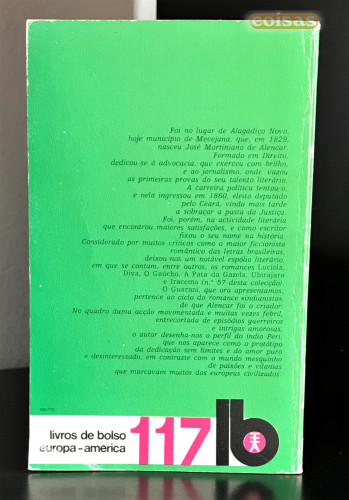 coisas
Foi no lugar de Alagadiço Novo,
hoje município de Mecejana, que, em 1829,
nasceu José Martiniano de Alencar.
Formado em Direito,
dedicou-se à advocacia, que exerceu com brilho,
e ao jornalismo, onde vazou
as primeiras provas do seu talento literário.
A carreira política tentou-o,
e nela ingressou em 1860, eleito deputado
pelo Ceará, vindo mais tarde
a sobraçar a pasta da Justiça.
Foi, porém, na actividade literária
que encontrou maiores satisfações, e como escritor
fixou o seu nome na história.
Considerado por muitos críticos como o maior ficcionista
romântico das letras brasileiras,
deixou-nos um notável espólio literário,
em que se contam, entre outros, os romances Lucíola,
Diva, O Gaúcho, A Pata da Gazela, Ubirajara
e Iracema (n.º 57 desta colecção).
O Guarani, que ora apresentamos,
pertence ao ciclo do romance «indianista»
de que Alencar foi o criador.
No quadro duma acção movimentada e muitas vezes febril,
entrecortada de episódios guerreiros
e intrigas amorosas,
o autor desenha-nos o perfil do índio Peri,
que nos aparece como o protótipo
da dedicação sem limites e do amor puro
e desinteressado, em contraste com o mundo mesquinho
de paixões e vilanias
que marcavam muitos dos europeus civilizados.
livros de bolso
europa-américa
117
lb